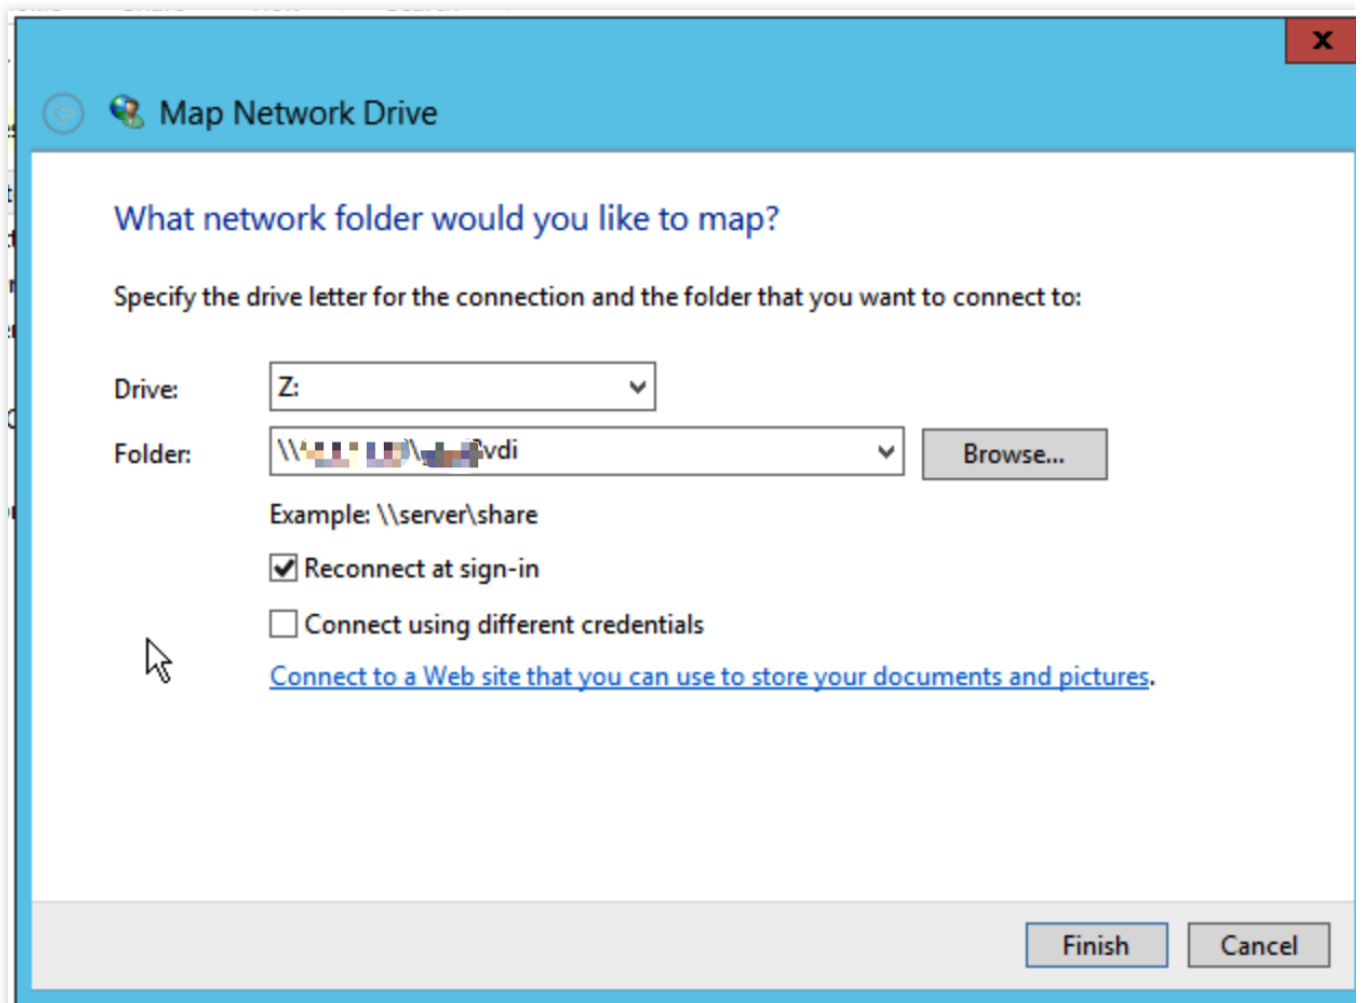 x
Map Network Drive
What network folder would you like to map?
Specify the drive letter for the connection and the folder that you want to connect to:
Drive: Z:
Folder: \\ \ vdi Browse...
Example: \\server\share
Reconnect at sign-in
Connect using different credentials
Connect to a Web site that you can use to store your documents and pictures.
Finish Cancel